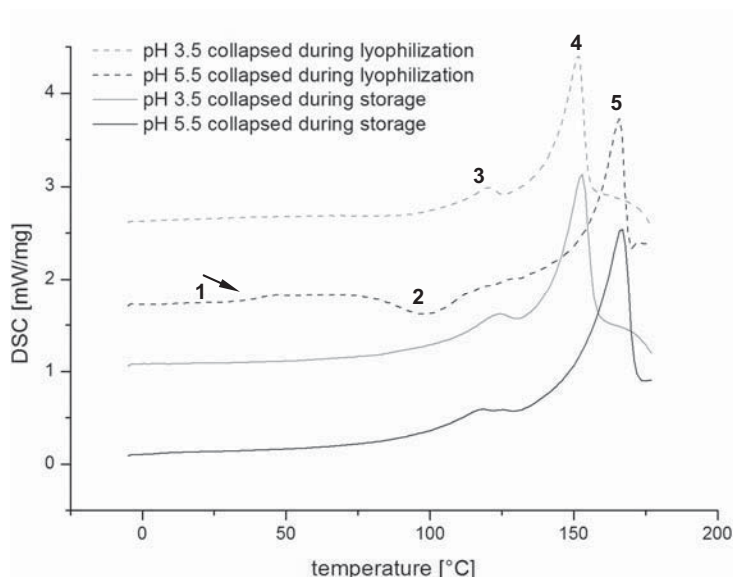 pH 3.5 collapsed during lyophilization
pH 5.5 collapsed during lyophilization
pH 3.5 collapsed during storage
pH 5.5 collapsed during storage
4
5
3
1
2
DSC [mW/mg]
4
3
2
1
0
0 50 100 150 200
temperature [°C]